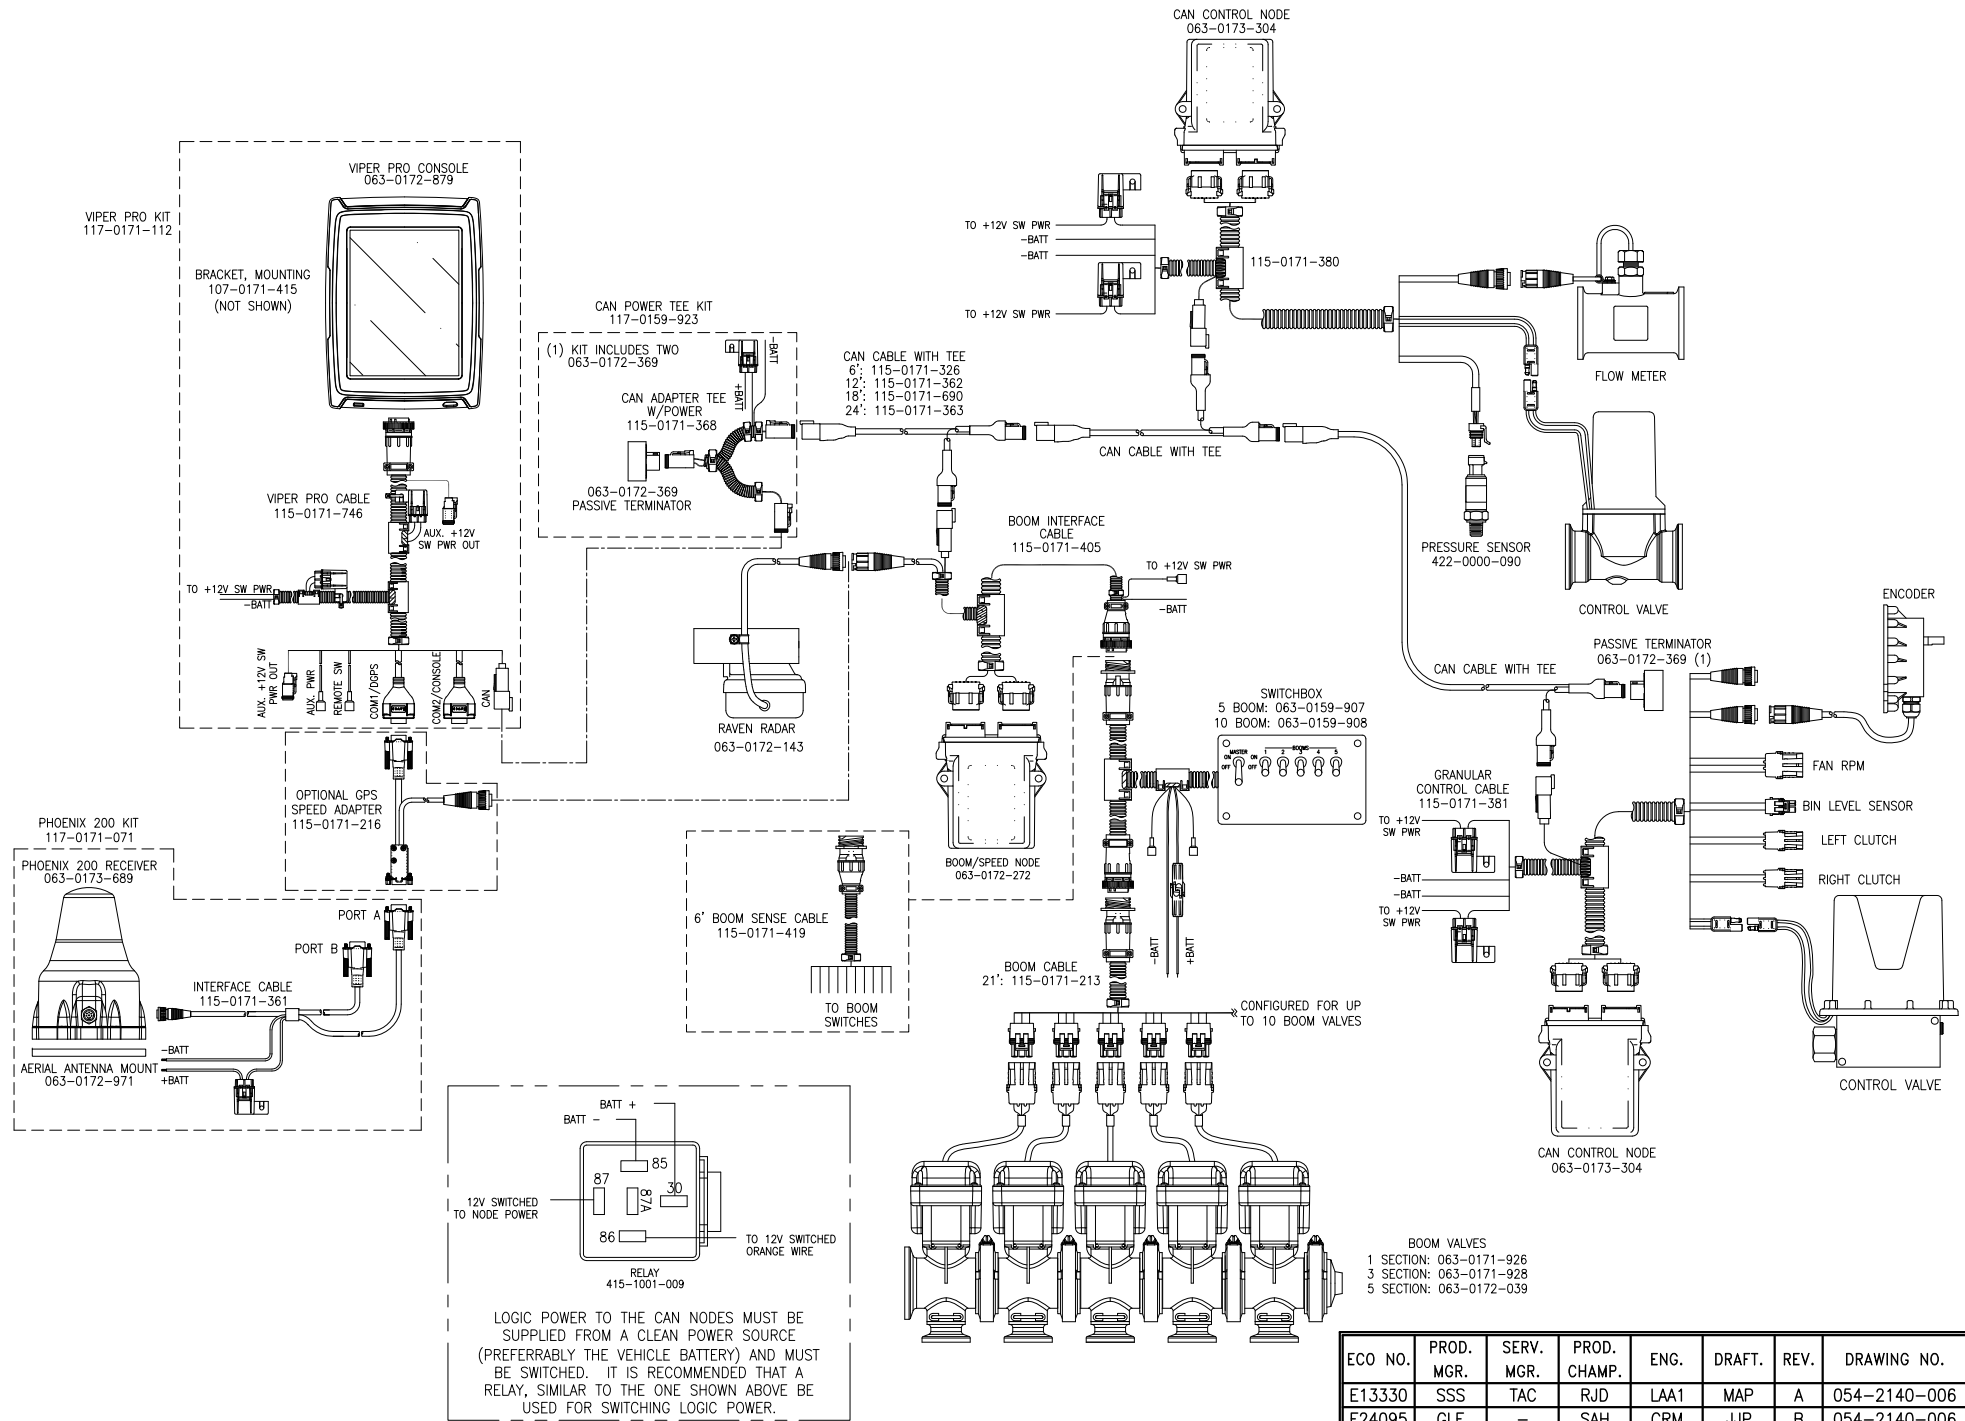 CAN CONTROL NODE
063-0173-304
TO +12V SW PWR
-BATT
-BATT
TO +12V SW PWR
115-0171-380
FLOW METER
PRESSURE SENSOR
422-0000-090
CONTROL VALVE
VIPER PRO KIT
117-0171-112
VIPER PRO CONSOLE
063-0172-879
BRACKET, MOUNTING
107-0171-415
(NOT SHOWN)
VIPER PRO CABLE
115-0171-746
AUX. +12V
SW PWR OUT
TO +12V SW PWR
-BATT
AUX. +12V SW
PWR OUT
AUX. PWR
REMOTE SW
COM1/DGPS
COM2/CONSOLE
CAN
CAN POWER TEE KIT
117-0159-923
(1) KIT INCLUDES TWO
063-0172-369
-BATT
+BATT
CAN ADAPTER TEE
W/POWER
115-0171-368
063-0172-369
PASSIVE TERMINATOR
CAN CABLE WITH TEE
6': 115-0171-326
12': 115-0171-362
18': 115-0171-690
24': 115-0171-363
CAN CABLE WITH TEE
BOOM INTERFACE
CABLE
115-0171-405
TO +12V SW PWR
-BATT
RAVEN RADAR
063-0172-143
BOOM/SPEED NODE
063-0172-272
SWITCHBOX
5 BOOM: 063-0159-907
10 BOOM: 063-0159-908
MASTER
ON
OFF
BOOMS
1 2 3 4 5
ON
OFF
-BATT
+BATT
CAN CABLE WITH TEE
PASSIVE TERMINATOR
063-0172-369 (1)
ENCODER
FAN RPM
BIN LEVEL SENSOR
LEFT CLUTCH
RIGHT CLUTCH
CONTROL VALVE
GRANULAR
CONTROL CABLE
115-0171-381
TO +12V
SW PWR
-BATT
-BATT
TO +12V
SW PWR
CAN CONTROL NODE
063-0173-304
OPTIONAL GPS
SPEED ADAPTER
115-0171-216
PHOENIX 200 KIT
117-0171-071
PHOENIX 200 RECEIVER
063-0173-689
PORT A
PORT B
INTERFACE CABLE
115-0171-361
-BATT
AERIAL ANTENNA MOUNT
063-0172-971
+BATT
6' BOOM SENSE CABLE
115-0171-419
TO BOOM
SWITCHES
BOOM CABLE
21': 115-0171-213
CONFIGURED FOR UP
TO 10 BOOM VALVES
BATT +
BATT -
85
87
30
87A
86
12V SWITCHED
TO NODE POWER
TO 12V SWITCHED
ORANGE WIRE
RELAY
415-1001-009
LOGIC POWER TO THE CAN NODES MUST BE
SUPPLIED FROM A CLEAN POWER SOURCE
(PREFERRABLY THE VEHICLE BATTERY) AND MUST
BE SWITCHED. IT IS RECOMMENDED THAT A
RELAY, SIMILAR TO THE ONE SHOWN ABOVE BE
USED FOR SWITCHING LOGIC POWER.
BOOM VALVES
1 SECTION: 063-0171-926
3 SECTION: 063-0171-928
5 SECTION: 063-0172-039
ECO NO. PROD. MGR. SERV. MGR. PROD. CHAMP. ENG. DRAFT. REV. DRAWING NO.
E13330 SSS TAC RJD LAA1 MAP A 054-2140-006
E24095 GLF - SAH CRM JJP B 054-2140-006